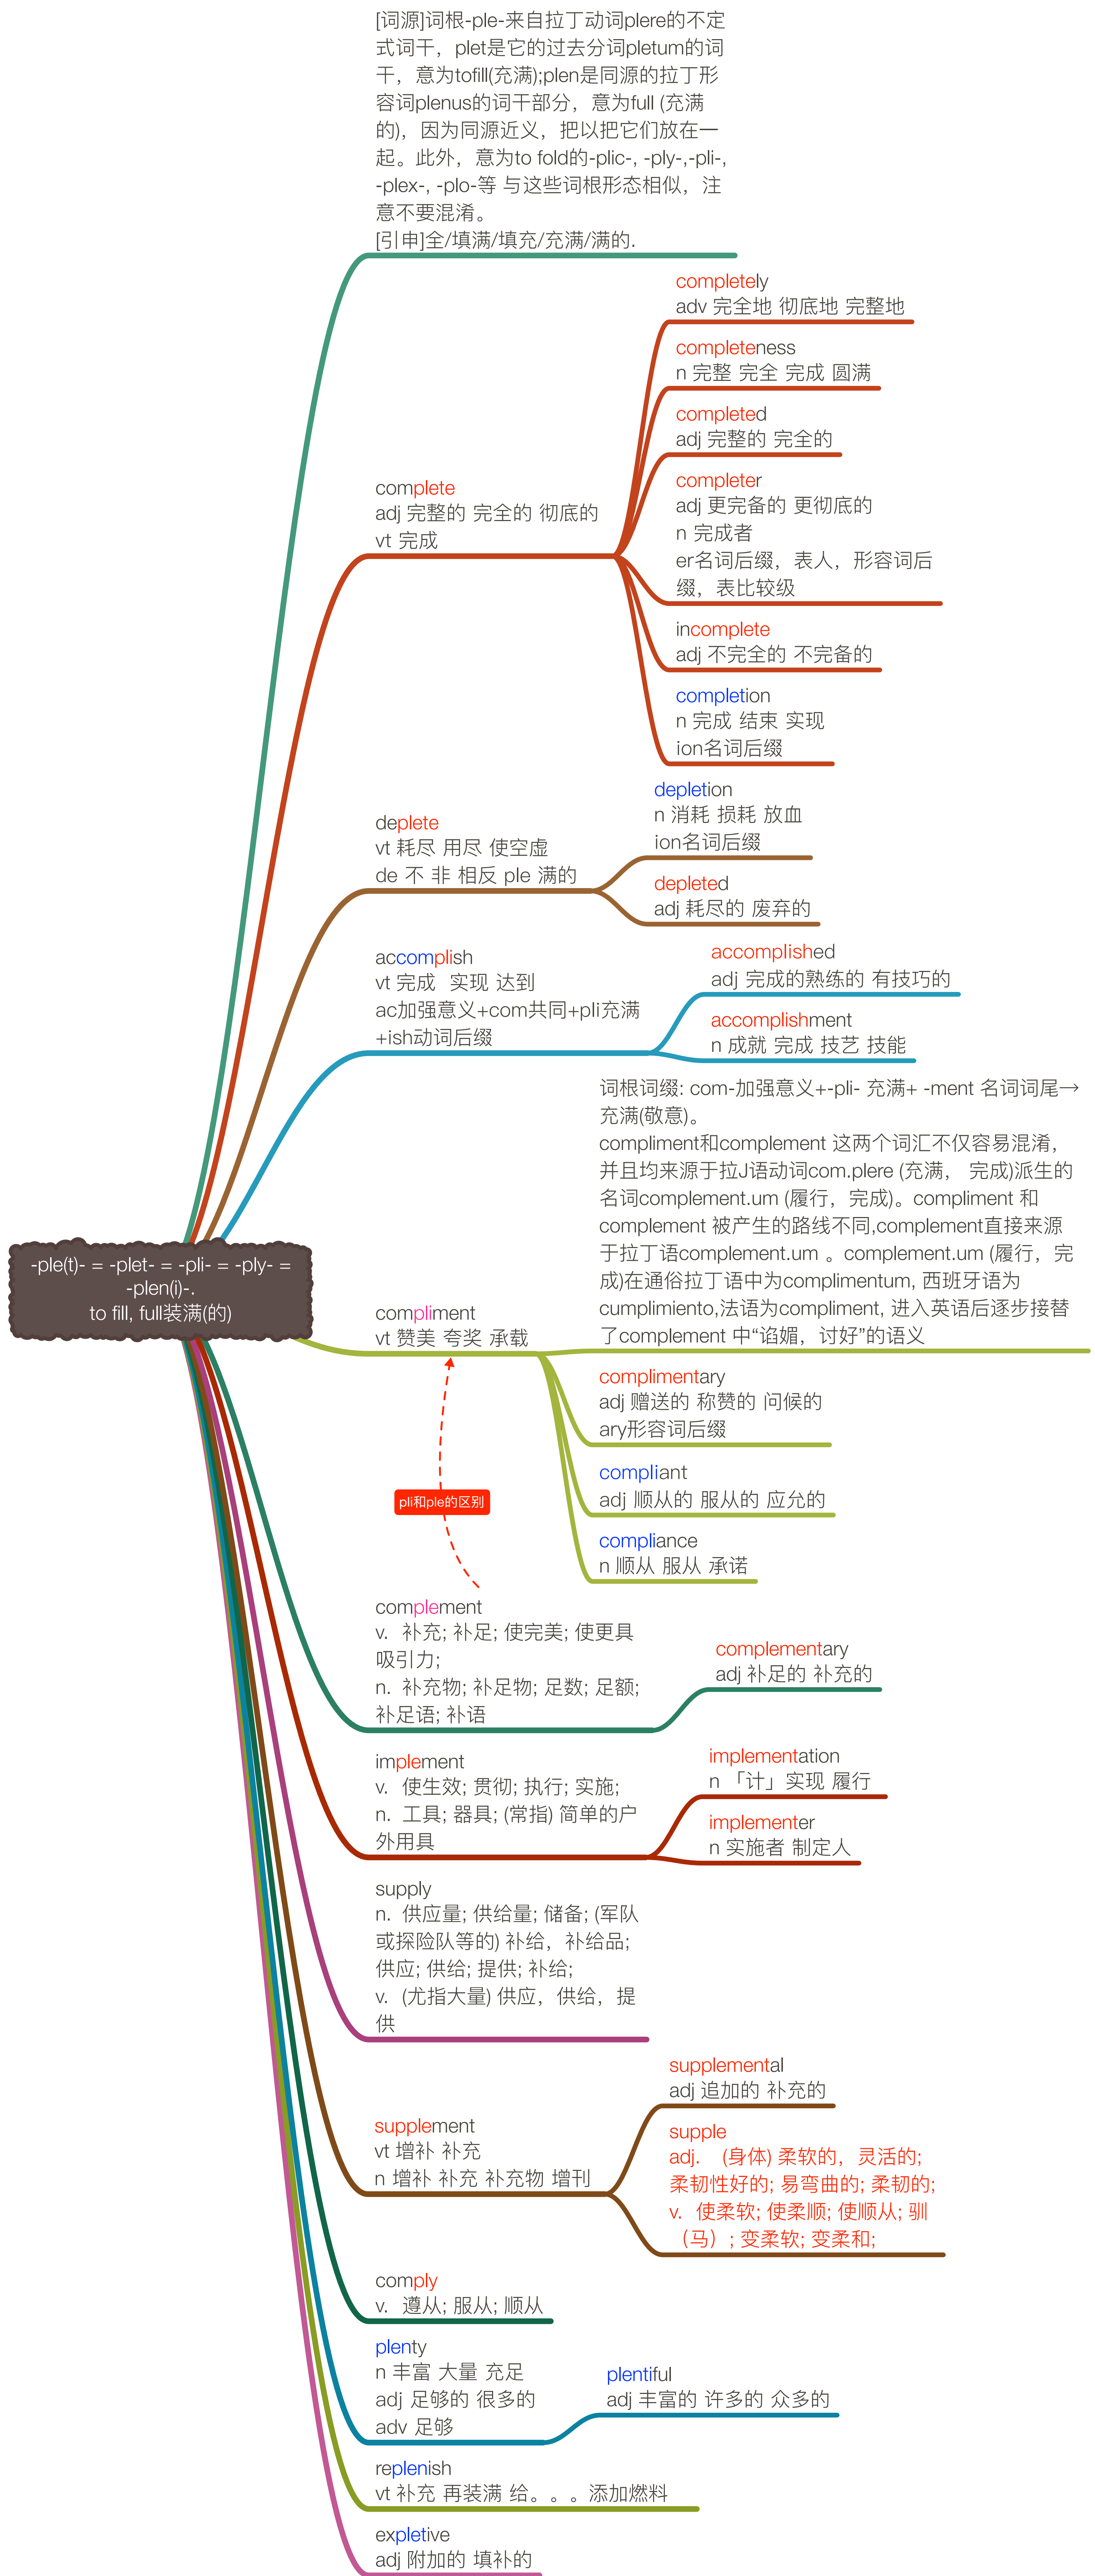 [词源]词根-ple-来自拉丁动词plere的不定
式词干，plet是它的过去分词pletum的词
干，意为tofill(充满);plen是同源的拉丁形
容词plenus的词干部分，意为full (充满
的)，因为同源近义，把以把它们放在一
起。此外，意为to fold的-plic-, -ply-,-pli-,
-plex-, -plo-等 与这些词根形态相似，注
意不要混淆。
[引申]全/填满/填充/充满/满的.
completely
adv 完全地 彻底地 完整地
completeness
n 完整 完全 完成 圆满
completed
adj 完整的 完全的
complete
adj 完整的 完全的 彻底的
vt 完成
completer
adj 更完备的 更彻底的
n 完成者
er名词后缀，表人，形容词后
缀，表比较级
incomplete
adj 不完全的 不完备的
completion
n 完成 结束 实现
ion名词后缀
deplete
vt 耗尽 用尽 使空虚
de 不 非 相反 ple 满的
depletion
n 消耗 损耗 放血
ion名词后缀
depleted
adj 耗尽的 废弃的
accomplish
vt 完成 实现 达到
ac加强意义+com共同+pli充满
+ish动词后缀
accomplished
adj 完成的熟练的 有技巧的
accomplishment
n 成就 完成 技艺 技能
-ple(t)- = -plet- = -pli- = -ply- =
-plen(i)-.
to fill, full装满(的)
compliment
vt 赞美 夸奖 承载
词根词缀: com-加强意义+-pli- 充满+ -ment 名词词尾→
充满(敬意)。
compliment和complement 这两个词汇不仅容易混淆，
并且均来源于拉J语动词com.plere (充满， 完成)派生的
名词complement.um (履行，完成)。compliment 和
complement 被产生的路线不同,complement直接来源
于拉丁语complement.um 。complement.um (履行，完
成)在通俗拉丁语中为complimentum, 西班牙语为
cumplimiento,法语为compliment, 进入英语后逐步接替
了complement 中“谄媚，讨好”的语义
complimentary
adj 赠送的 称赞的 问候的
ary形容词后缀
compliant
adj 顺从的 服从的 应允的
compliance
n 顺从 服从 承诺
pli和ple的区别
complement
v. 补充; 补足; 使完美; 使更具
吸引力;
n. 补充物; 补足物; 足数; 足额;
补足语; 补语
complementary
adj 补足的 补充的
implement
v. 使生效; 贯彻; 执行; 实施;
n. 工具; 器具; (常指) 简单的户
外用具
implementation
n 「计」实现 履行
implementer
n 实施者 制定人
supply
n. 供应量; 供给量; 储备; (军队
或探险队等的) 补给，补给品;
供应; 供给; 提供; 补给;
v. (尤指大量) 供应，供给，提
供
supplement
vt 增补 补充
n 增补 补充 补充物 增刊
supplemental
adj 追加的 补充的
supple
adj. (身体) 柔软的，灵活的;
柔韧性好的; 易弯曲的; 柔韧的;
v. 使柔软; 使柔顺; 使顺从; 驯
（马）; 变柔软; 变柔和;
comply
v. 遵从; 服从; 顺从
plenty
n 丰富 大量 充足
adj 足够的 很多的
adv 足够
plentiful
adj 丰富的 许多的 众多的
replenish
vt 补充 再装满 给。。。添加燃料
expletive
adj 附加的 填补的